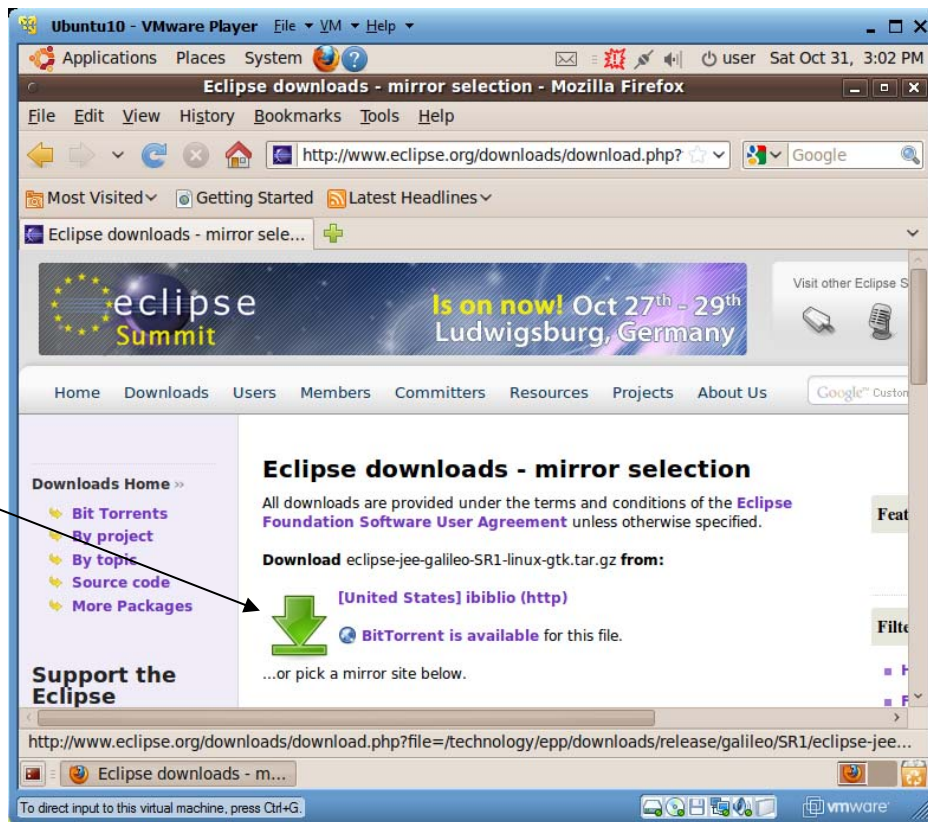 Ubuntu10 - VMware Player File VM Help
Applications Places System user Sat Oct 31, 3:02 PM
Eclipse downloads - mirror selection - Mozilla Firefox
File Edit View History Bookmarks Tools Help
http://www.eclipse.org/downloads/download.php? Google
Most Visited Getting Started Latest Headlines
Eclipse downloads - mirror sele...
eclipse Summit
Is on now! Oct 27th - 29th
Ludwigsburg, Germany
Visit other Eclipse S
Home Downloads Users Members Committers Resources Projects About Us Google™ Custom
Downloads Home »
Bit Torrents
By project
By topic
Source code
More Packages
Support the
Eclipse
Eclipse downloads - mirror selection
All downloads are provided under the terms and conditions of the Eclipse
Foundation Software User Agreement unless otherwise specified.
Download eclipse-jee-galileo-SR1-linux-gtk.tar.gz from:
[United States] ibiblio (http)
BitTorrent is available for this file.
...or pick a mirror site below.
Feat
Filte
H
F
http://www.eclipse.org/downloads/download.php?file=/technology/epp/downloads/release/galileo/SR1/eclipse-jee...
Eclipse downloads - m...
To direct input to this virtual machine, press Ctrl+G.
vmware